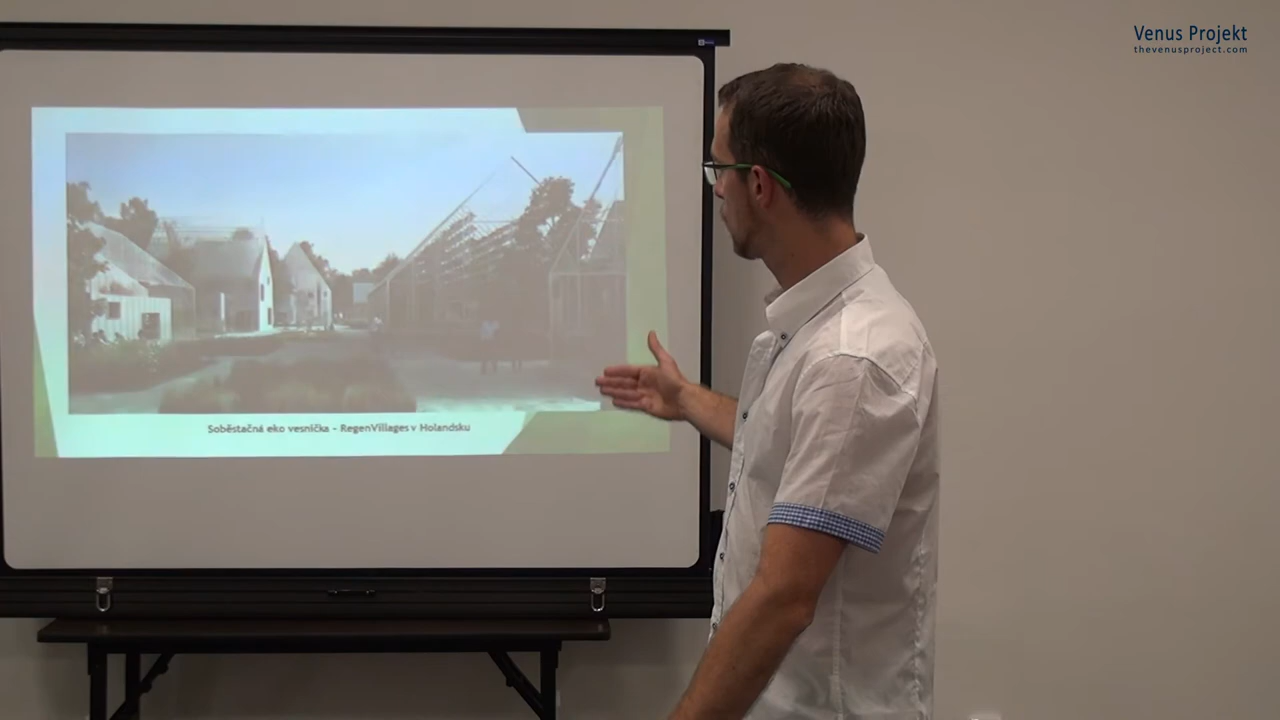 Venus Projekt
thevenusproject.com
Soběstačná eko vesnička - RegenVillages v Holandsku